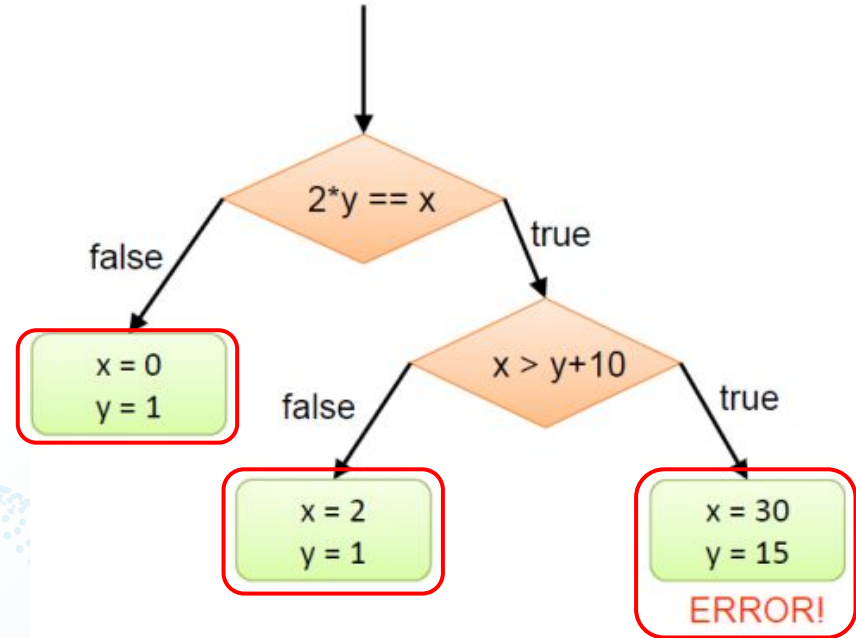 2*y == x
false
true
x = 0
y = 1
x > y+10
false
true
x = 2
y = 1
x = 30
y = 15
ERROR!